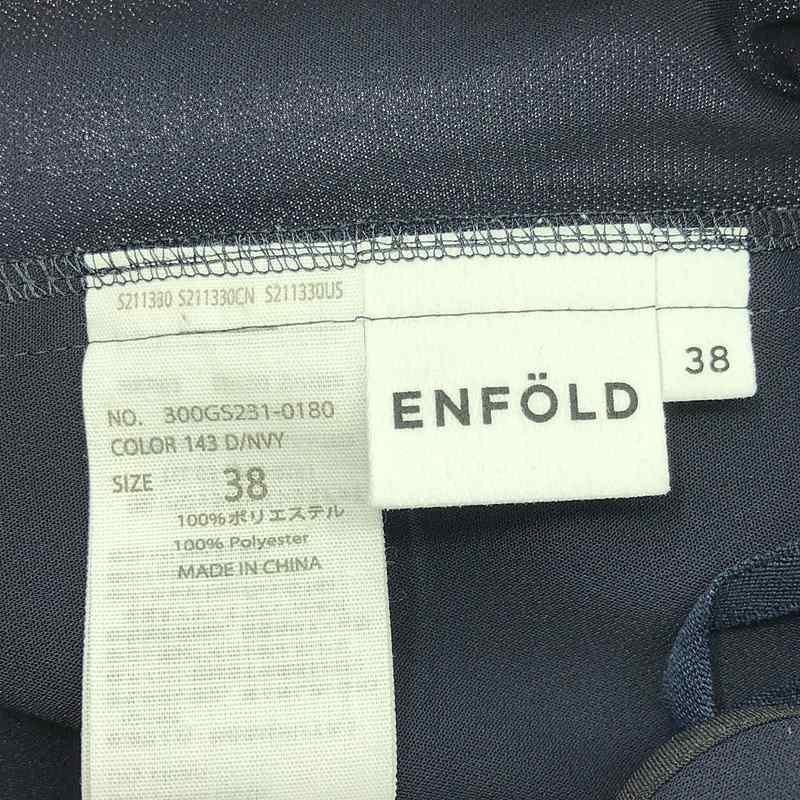 S211330 S211330CN S211330US
NO. 300GS231-0180
COLOR 143 D/NVY
SIZE 38
100%ポリエステル
100% Polyester
MADE IN CHINA
ENFÖLD
38